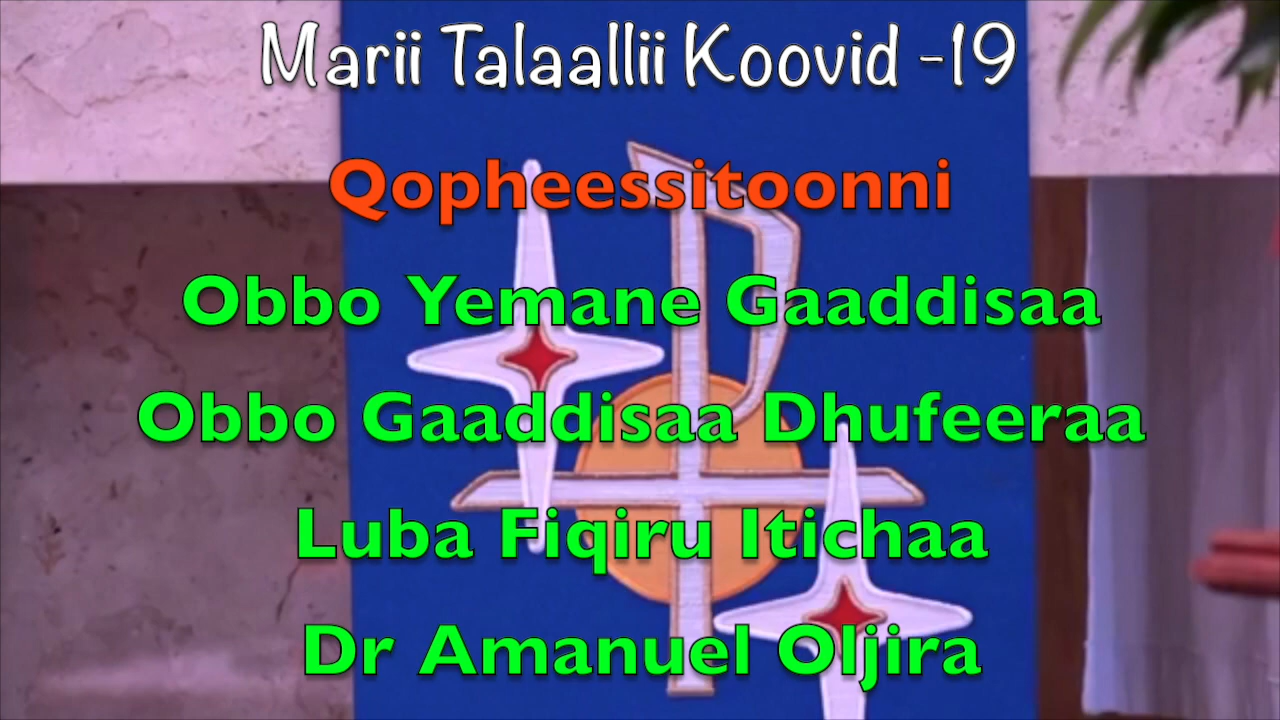 Marii Talaallii Koovid -19
Qopheessitoonni
Obbo Yemane Gaaddisaa
Obbo Gaaddisaa Dhufeeraa
Luba Fiqiru Itichaa
Dr Amanuel Oljira